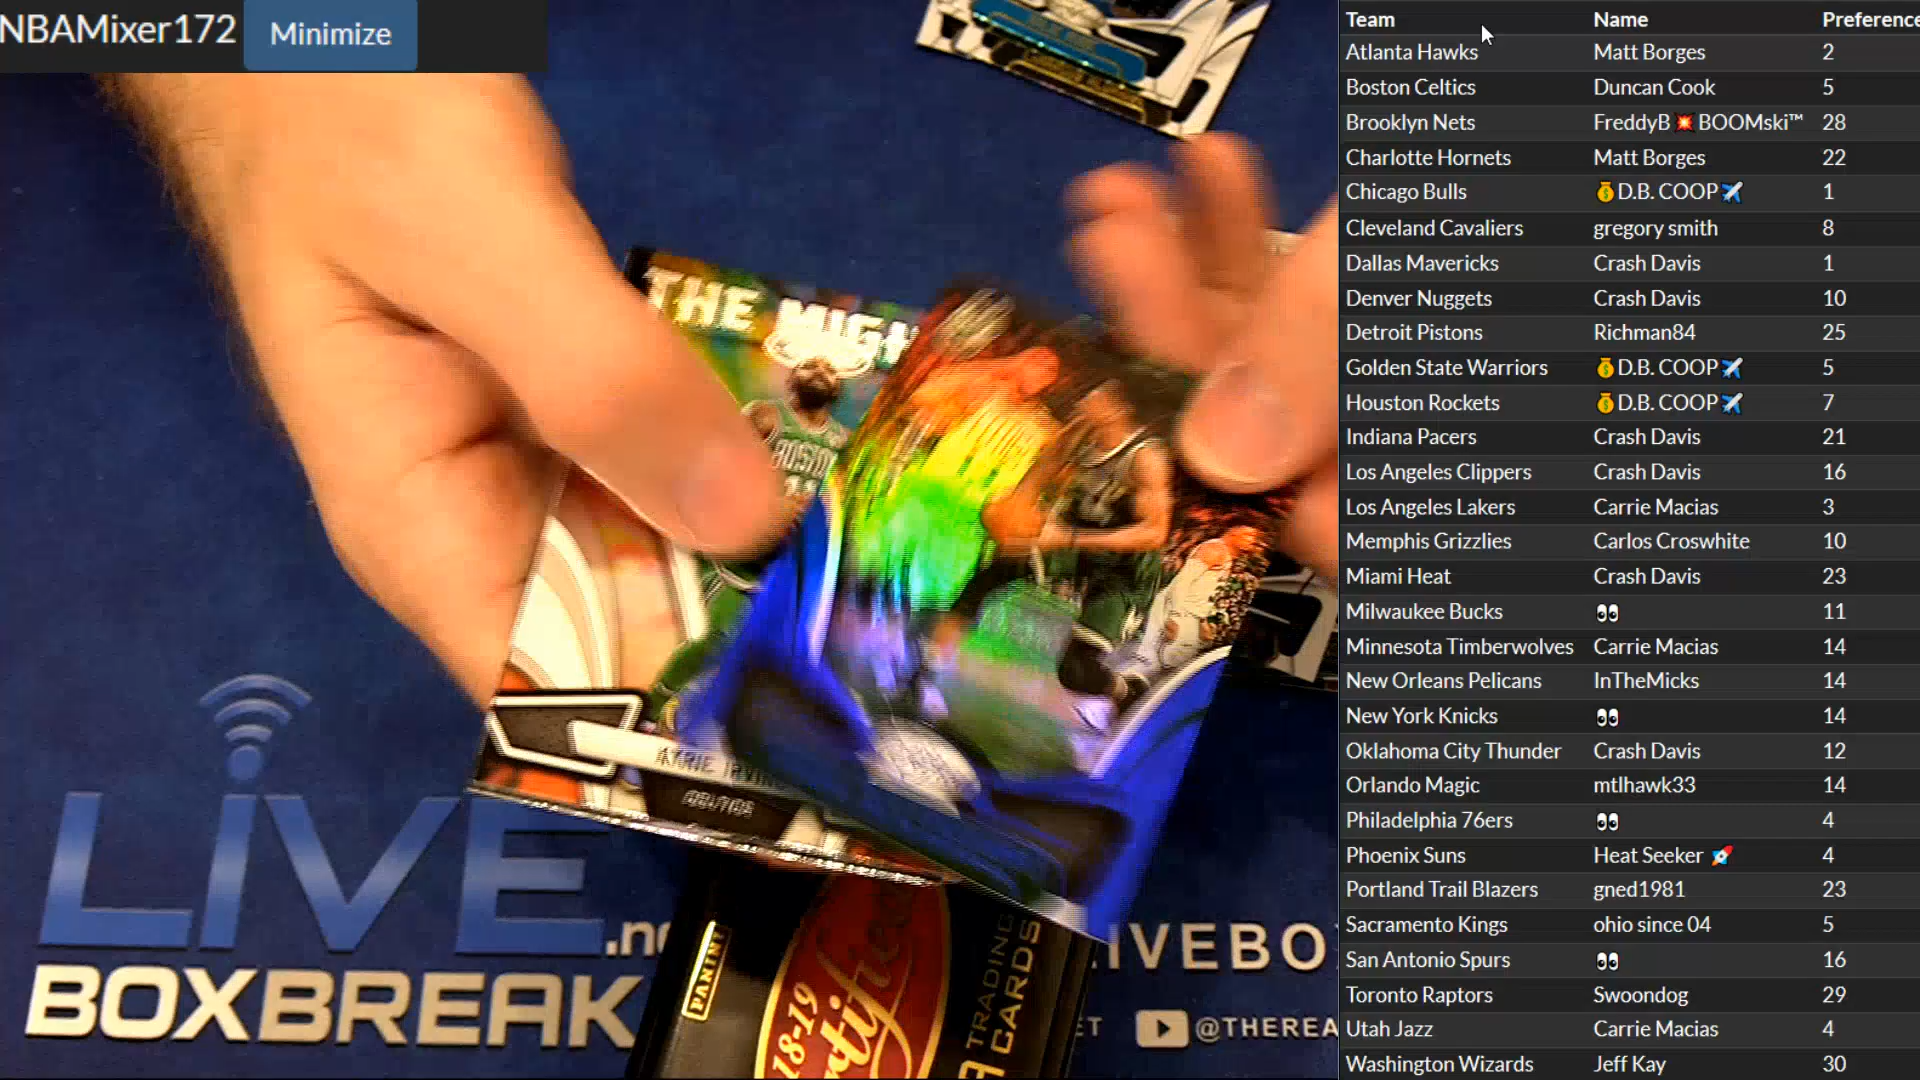 NBAMixer172 Minimize
Team Name Preference
Atlanta Hawks Matt Borges 2
Boston Celtics Duncan Cook 5
Brooklyn Nets FreddyB💥BOOMski™ 28
Charlotte Hornets Matt Borges 22
Chicago Bulls 💰D.B. COOP✈️ 1
Cleveland Cavaliers gregory smith 8
Dallas Mavericks Crash Davis 1
Denver Nuggets Crash Davis 10
Detroit Pistons Richman84 25
Golden State Warriors 💰D.B. COOP✈️ 5
Houston Rockets 💰D.B. COOP✈️ 7
Indiana Pacers Crash Davis 21
Los Angeles Clippers Crash Davis 16
Los Angeles Lakers Carrie Macias 3
Memphis Grizzlies Carlos Croswhite 10
Miami Heat Crash Davis 23
Milwaukee Bucks 👀 11
Minnesota Timberwolves Carrie Macias 14
New Orleans Pelicans InTheMicks 14
New York Knicks 👀 14
Oklahoma City Thunder Crash Davis 12
Orlando Magic mtlhawk33 14
Philadelphia 76ers 👀 4
Phoenix Suns Heat Seeker 🚀 4
Portland Trail Blazers gned1981 23
Sacramento Kings ohio since 04 5
San Antonio Spurs 👀 16
Toronto Raptors Swoondog 29
Utah Jazz Carrie Macias 4
Washington Wizards Jeff Kay 30
THE MIGH
BOSTON
11
KYRIE IRVIN
CELTICS
LIVE
BOXBREAK
PANINI
18-19
TRADING
CARDS
LIVEBO
@THEREA